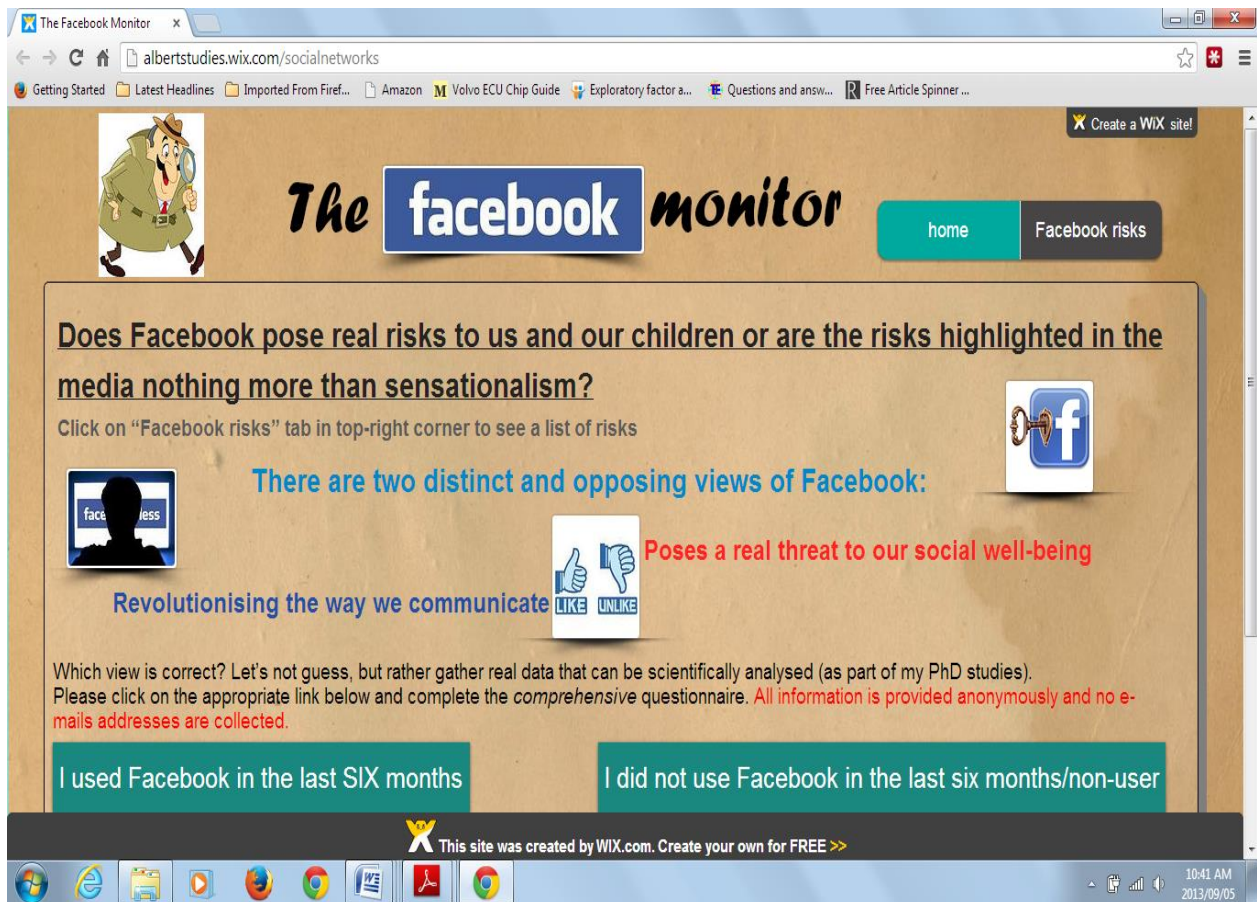 The Facebook Monitor
albertstudies.wix.com/socialnetworks
Getting Started Latest Headlines Imported From Firef... Amazon Volvo ECU Chip Guide Exploratory factor a... Questions and answ... Free Article Spinner ...
Create a WiX site!
The facebook monitor
home Facebook risks
Does Facebook pose real risks to us and our children or are the risks highlighted in the
media nothing more than sensationalism?
Click on “Facebook risks” tab in top-right corner to see a list of risks
f
There are two distinct and opposing views of Facebook:
face ess
Poses a real threat to our social well-being
Revolutionising the way we communicate
LIKE UNLIKE
Which view is correct? Let's not guess, but rather gather real data that can be scientifically analysed (as part of my PhD studies).
Please click on the appropriate link below and complete the comprehensive questionnaire. All information is provided anonymously and no e-
mails addresses are collected.
I used Facebook in the last SIX months
I did not use Facebook in the last six months/non-user
This site was created by WIX.com. Create your own for FREE >>
10:41 AM
2013/09/05